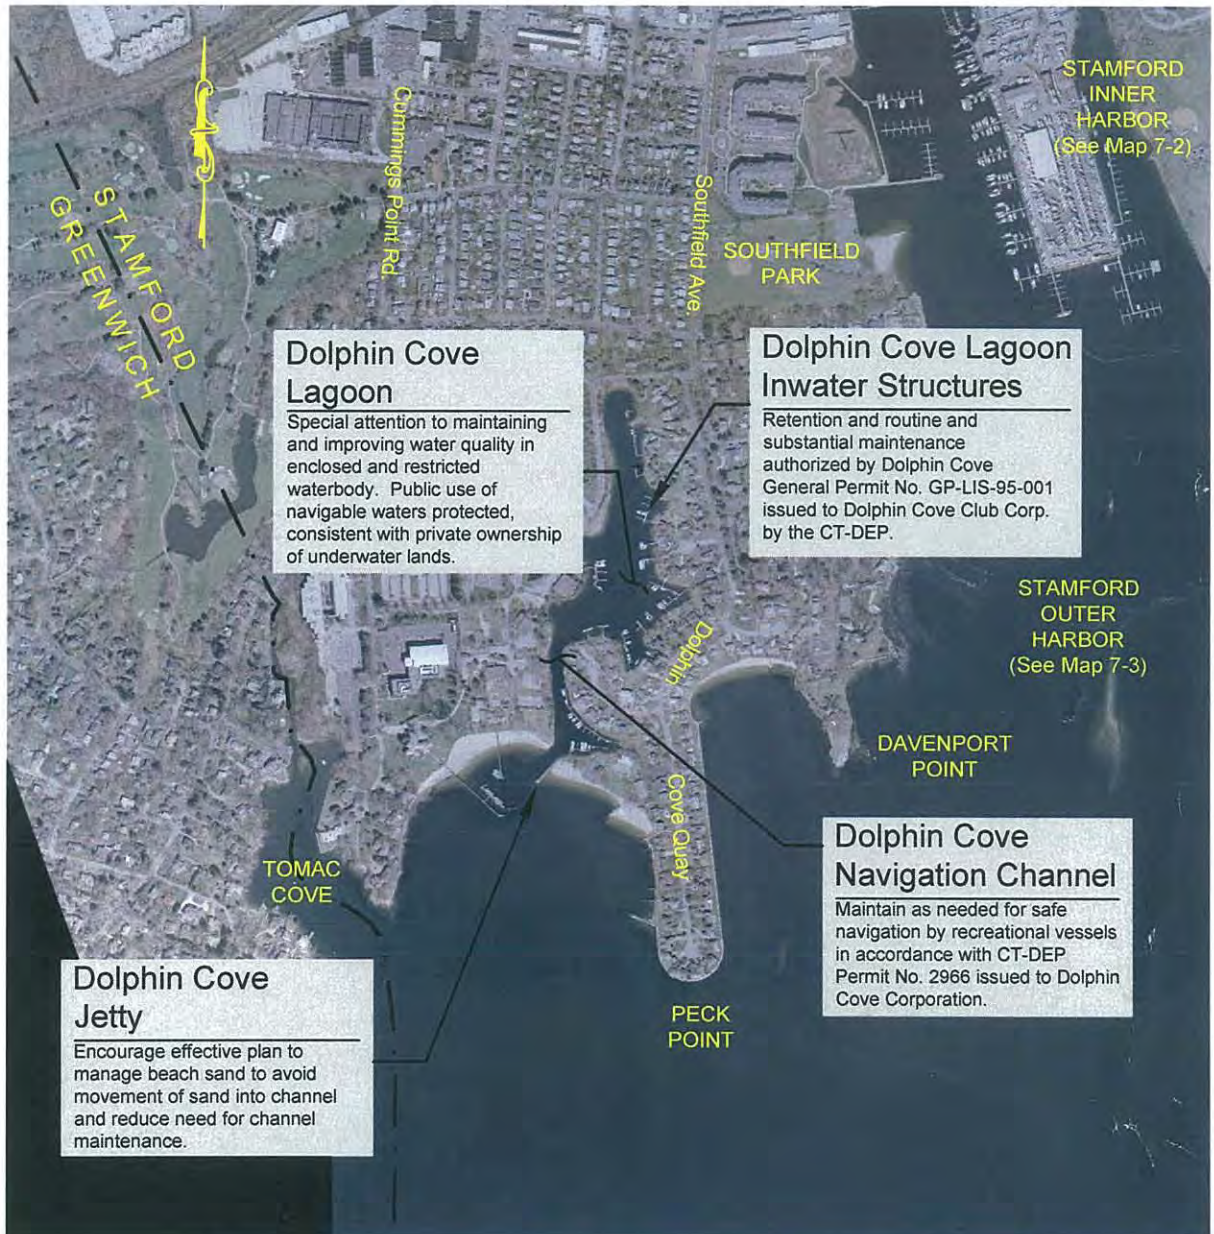 STAMFORD
INNER
HARBOR
(See Map 7-2)
Cummings Point Rd.
Southfield Ave.
STAMFORD
GREENWICH
SOUTHFIELD
PARK
Dolphin Cove
Lagoon
Special attention to maintaining
and improving water quality in
enclosed and restricted
waterbody. Public use of
navigable waters protected,
consistent with private ownership
of underwater lands.
Dolphin Cove Lagoon
Inwater Structures
Retention and routine and
substantial maintenance
authorized by Dolphin Cove
General Permit No. GP-LIS-95-001
issued to Dolphin Cove Club Corp.
by the CT-DEP.
STAMFORD
OUTER
HARBOR
(See Map 7-3)
Dolphin
Cove Quay
DAVENPORT
POINT
TOMAC
COVE
Dolphin Cove
Navigation Channel
Maintain as needed for safe
navigation by recreational vessels
in accordance with CT-DEP
Permit No. 2966 issued to Dolphin
Cove Corporation.
Dolphin Cove
Jetty
Encourage effective plan to
manage beach sand to avoid
movement of sand into channel
and reduce need for channel
maintenance.
PECK
POINT